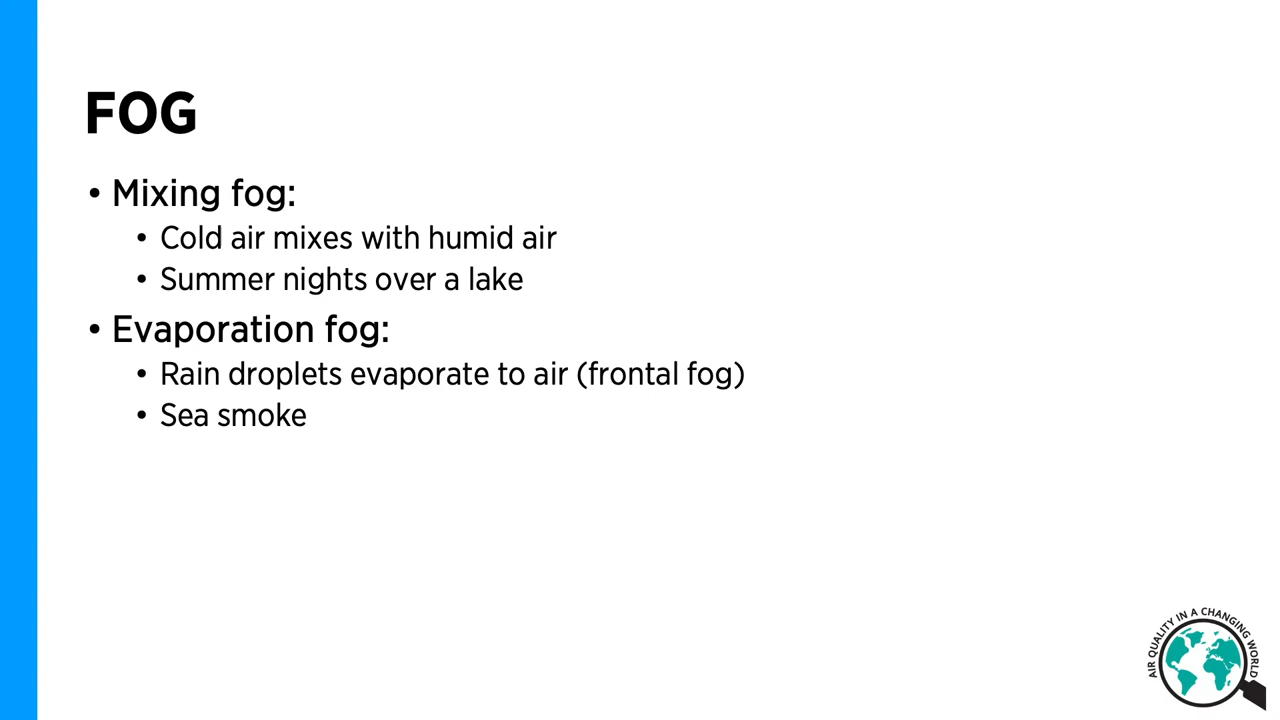 FOG
• Mixing fog:
• Cold air mixes with humid air
• Summer nights over a lake
• Evaporation fog:
• Rain droplets evaporate to air (frontal fog)
• Sea smoke
AIR QUALITY IN A CHANGING WORLD